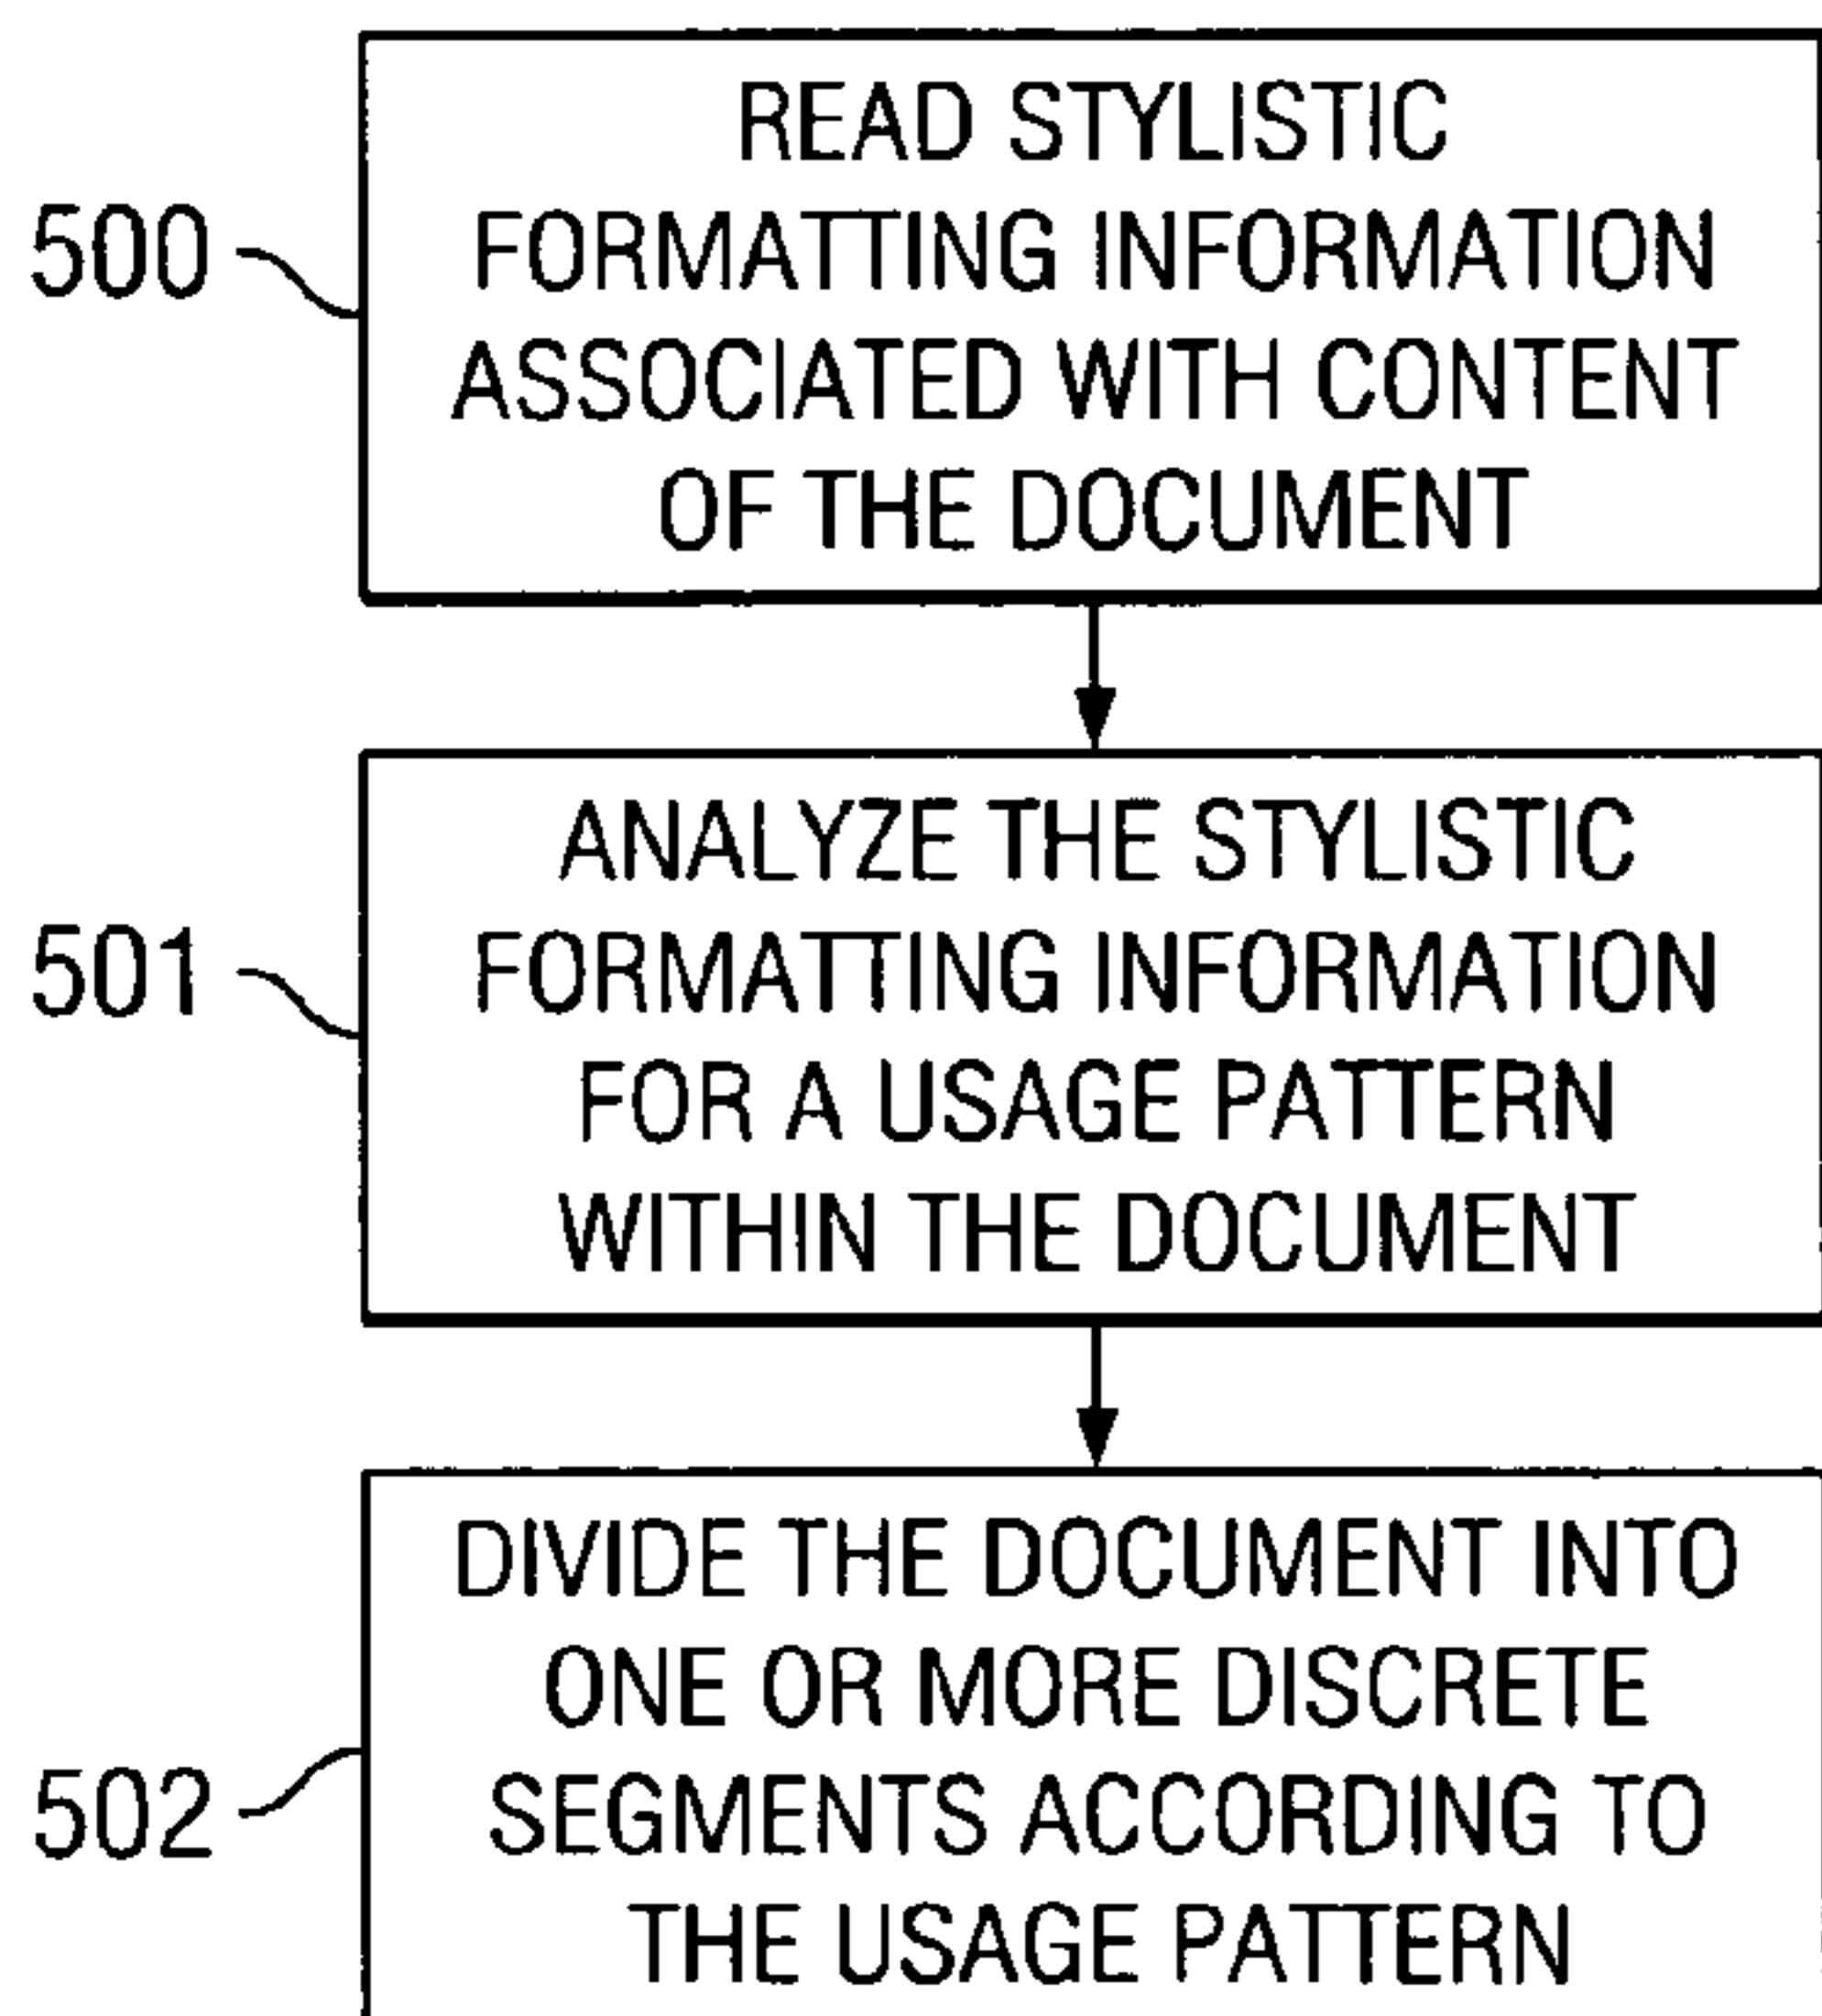 500
READ STYLISTIC
FORMATTING INFORMATION
ASSOCIATED WITH CONTENT
OF THE DOCUMENT
501
ANALYZE THE STYLISTIC
FORMATTING INFORMATION
FOR A USAGE PATTERN
WITHIN THE DOCUMENT
502
DIVIDE THE DOCUMENT INTO
ONE OR MORE DISCRETE
SEGMENTS ACCORDING TO
THE USAGE PATTERN